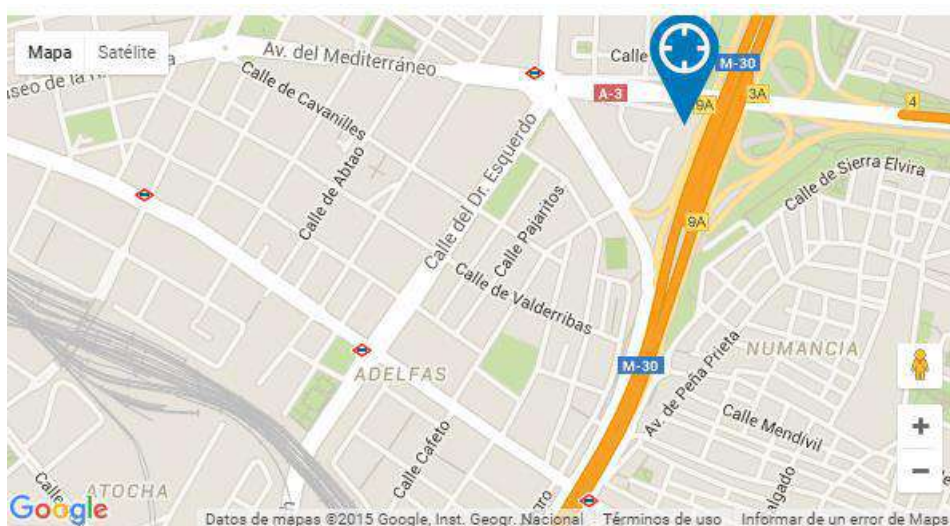 Mapa
Satélite
Av. del Mediterráneo
Calle
M-30
A-3
9A
3A
4
Calle de Cavanilles
Calle de Abtao
Calle del Dr. Esquerdo
Calle Pajaritos
Calle de Sierra Elvira
9A
Calle de Valderribas
NUMANCIA
M-30
ADELFAS
Av. de Peña Prieta
Calle Mendívil
Calle Cafeto
ATOCHA
Google
Datos de mapas ©2015 Google, Inst. Geogr. Nacional
Términos de uso
Informar de un error de Maps